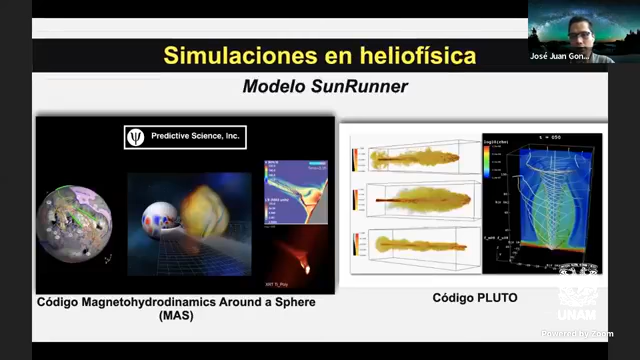 Simulaciones en heliofísica
José Juan Gon...
Modelo SunRunner
Predictive Science, Inc.
Código Magnetohydrodinamics Around a Sphere
(MAS)
Código PLUTO
UNAM
Powered by Zoom